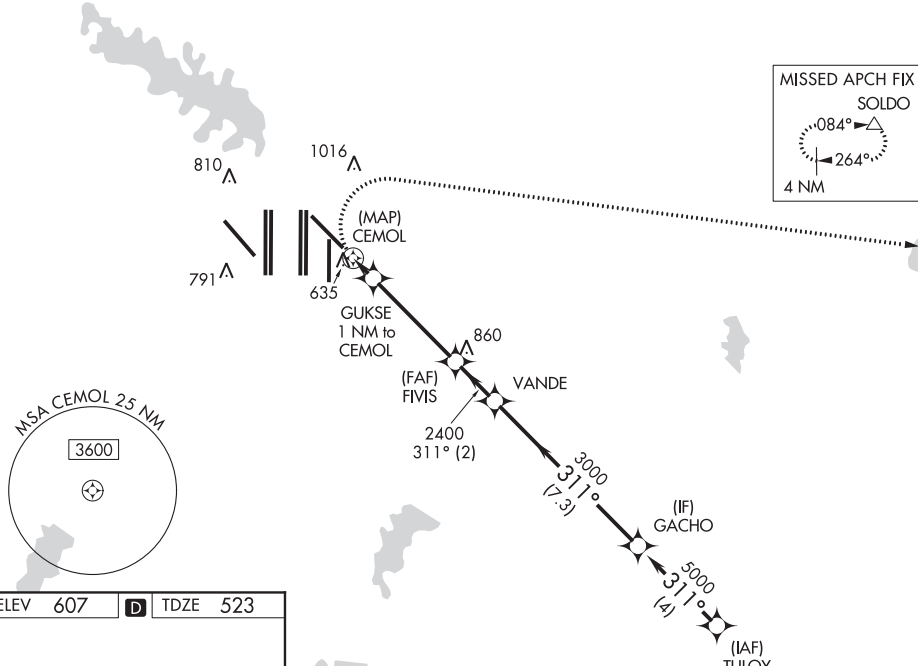 MISSED APCH FIX
SOLDO
084°
264°
4 NM
1016
810
(MAP)
CEMOL
791
635
GUKSE
1 NM to
CEMOL
860
(FAF)
FIVIS
VANDE
2400
311° (2)
MSA CEMOL 25 NM
3600
3000
311°
(7.3)
(IF)
GACHO
5000
311°
(4)
(IAF)
ELEV 607
D
TDZE 523